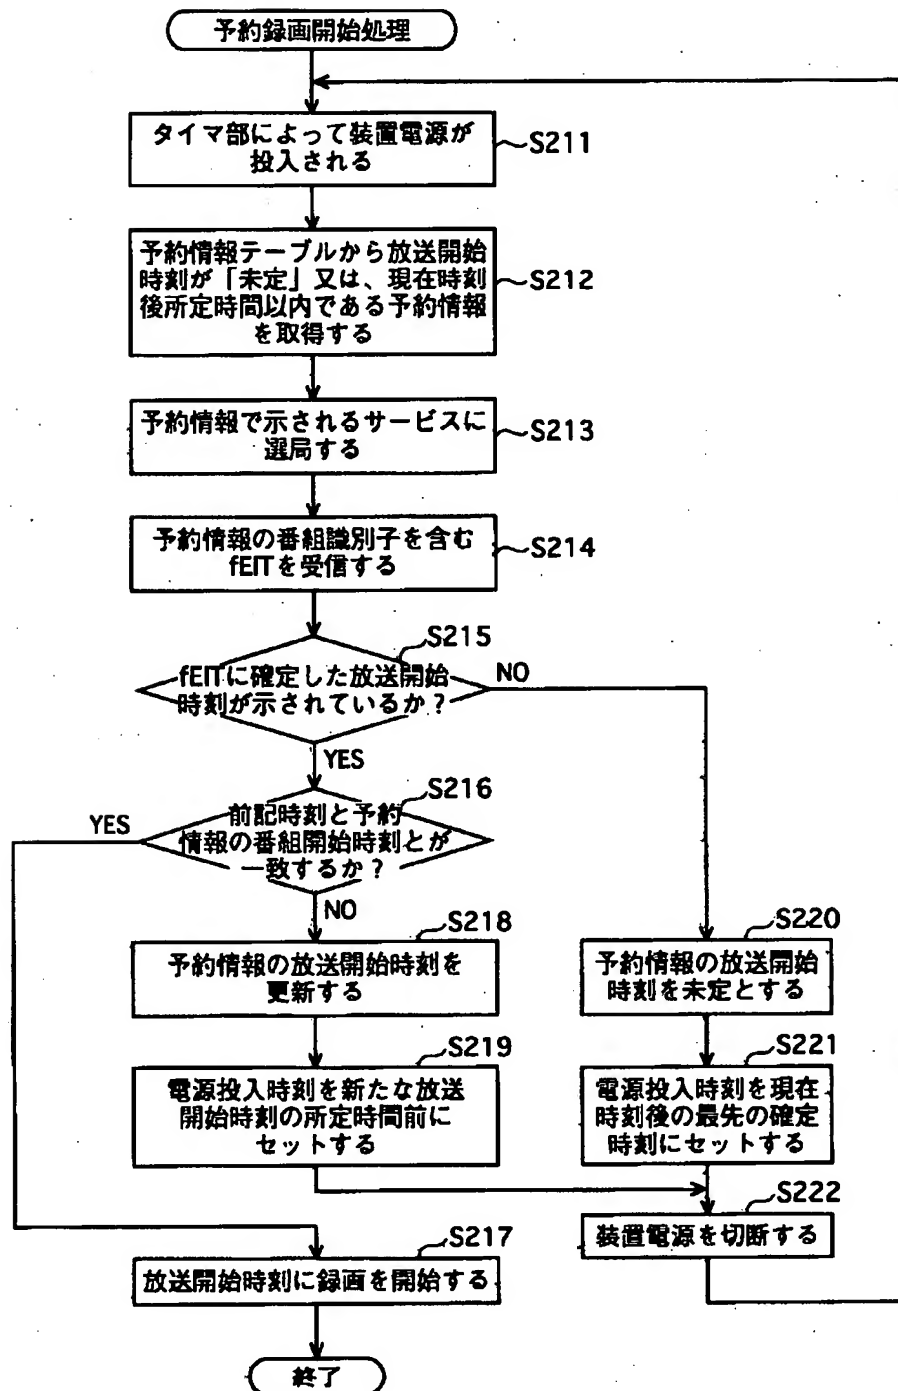 予約録画開始処理
タイマ部によって装置電源が
投入される
S211
予約情報テーブルから放送開始
時刻が「未定」又は、現在時刻
後所定時間以内である予約情報
を取得する
S212
予約情報で示されるサービスに
選局する
S213
予約情報の番組識別子を含む
fEITを受信する
S214
S215
fEITに確定した放送開始
時刻が示されているか？
NO
YES
S216
前記時刻と予約
情報の番組開始時刻とが
一致するか？
YES
NO
S218
予約情報の放送開始時刻を
更新する
S219
電源投入時刻を新たな放送
開始時刻の所定時間前に
セットする
S220
予約情報の放送開始
時刻を未定とする
S221
電源投入時刻を現在
時刻後の最先の確定
時刻にセットする
S222
装置電源を切断する
S217
放送開始時刻に録画を開始する
終了